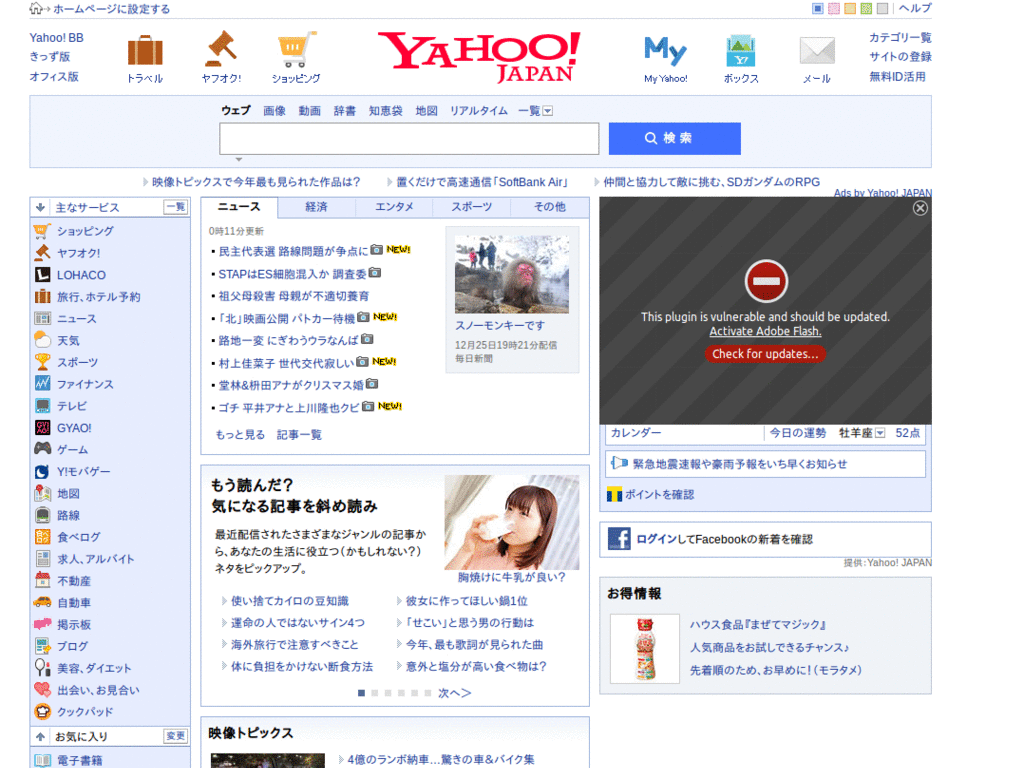 ホームページに設定する
ヘルプ
Yahoo! BB
きっず版
オフィス版
トラベル
ヤフオク!
ショッピング
YAHOO!
JAPAN
My
My Yahoo!
Y!
ボックス
メール
カテゴリ一覧
サイトの登録
無料ID活用
ウェブ 画像 動画 辞書 知恵袋 地図 リアルタイム 一覧
検索
映像トピックスで今年最も見られた作品は?
置くだけで高速通信「SoftBank Air」
仲間と協力して敵に挑む、SDガンダムのRPG
Ads by Yahoo! JAPAN
主なサービス 一覧
ショッピング
ヤフオク!
LOHACO
旅行、ホテル予約
ニュース
天気
スポーツ
ファイナンス
テレビ
GYAO!
ゲーム
Y!モバゲー
地図
路線
食べログ
求人、アルバイト
不動産
自動車
掲示板
ブログ
美容、ダイエット
出会い、お見合い
クックパッド
お気に入り 変更
電子書籍
ニュース 経済 エンタメ スポーツ その他
0時11分更新
民主代表選 路線問題が争点に NEW!
STAPはES細胞混入か 調査委
祖父母殺害 母親が不適切養育
「北」映画公開 パトカー待機 NEW!
路地一変 にぎわうウラなんば
村上佳菜子 世代交代寂しい NEW!
堂林&枡田アナがクリスマス婚
ゴチ 平井アナと上川隆也クビ NEW!
もっと見る 記事一覧
スノーモンキーです
12月25日19時21分配信
毎日新聞
もう読んだ?
気になる記事を斜め読み
最近配信されたさまざまなジャンルの記事か
ら、あなたの生活に役立つ(かもしれない?)
ネタをピックアップ。
胸焼けに牛乳が良い?
使い捨てカイロの豆知識
彼女に作ってほしい鍋1位
運命の人ではないサイン4つ
「せこい」と思う男の行動は
海外旅行で注意すべきこと
今年、最も歌詞が見られた曲
体に負担をかけない断食方法
意外と塩分が高い食べ物は?
次へ＞
映像トピックス
4億のランボ納車…驚きの車&バイク集
This plugin is vulnerable and should be updated.
Activate Adobe Flash.
Check for updates...
カレンダー 今日の運勢 牡羊座 52点
緊急地震速報や豪雨予報をいち早くお知らせ
ポイントを確認
ログインしてFacebookの新着を確認
提供:Yahoo! JAPAN
お得情報
ハウス食品『まぜてマジック』
人気商品をお試しできるチャンス♪
先着順のため、お早めに!(モラタメ)